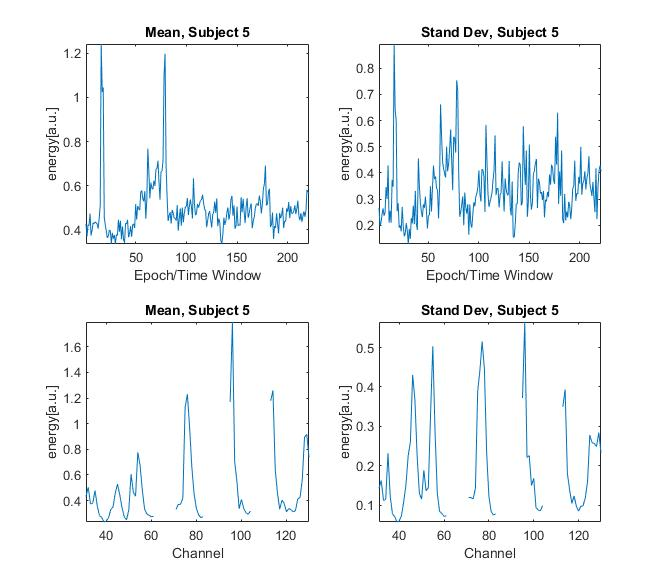 Mean, Subject 5
Stand Dev, Subject 5
energy[a.u.]
1.2
1
0.8
0.6
0.4
50 100 150 200
Epoch/Time Window
energy[a.u.]
0.8
0.7
0.6
0.5
0.4
0.3
0.2
50 100 150 200
Epoch/Time Window
Mean, Subject 5
Stand Dev, Subject 5
energy[a.u.]
1.6
1.4
1.2
1
0.8
0.6
0.4
40 60 80 100 120
Channel
energy[a.u.]
0.5
0.4
0.3
0.2
0.1
40 60 80 100 120
Channel